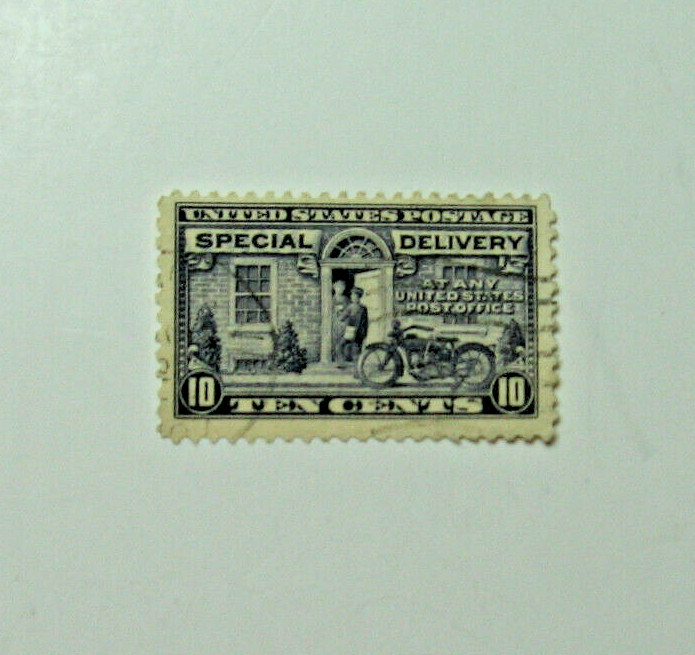 UNITED STATES POSTAGE
SPECIAL DELIVERY
AT ANY
UNITED STATES
POST OFFICE
10 TEN CENTS 10